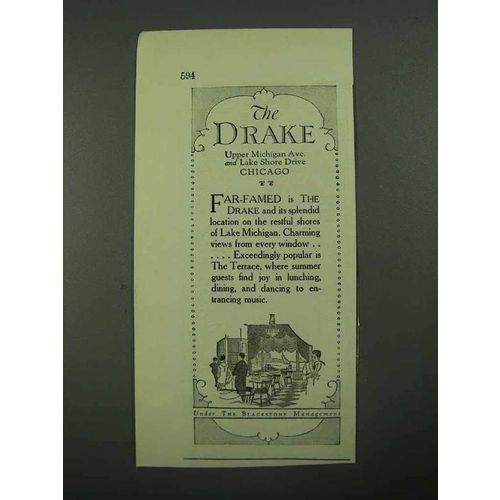 594
The
DRAKE
Upper Michigan Ave.
and Lake Shore Drive
CHICAGO
FAR-FAMED is THE
DRAKE and its splendid
location on the restful shores
of Lake Michigan. Charming
views from every window . .
. . . . Exceedingly popular is
The Terrace, where summer
guests find joy in lunching,
dining, and dancing to en-
trancing music.
Under THE BLACKSTONE Management